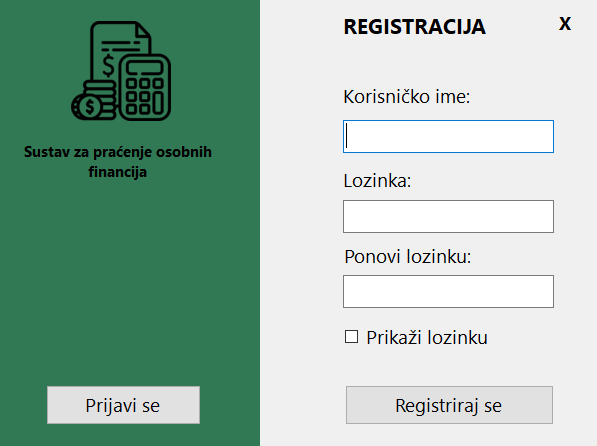 Sustav za praćenje osobnih
financija
Prijavi se
REGISTRACIJA
X
Korisničko ime:
Lozinka:
Ponovi lozinku:
Prikaži lozinku
Registriraj se